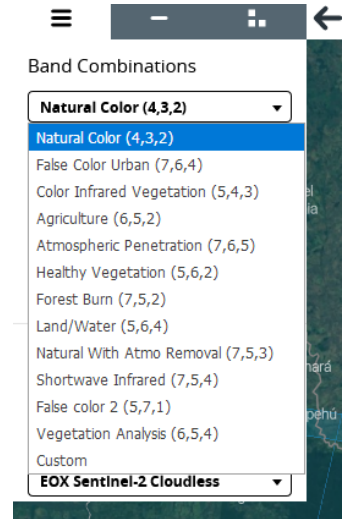 Band Combinations
Natural Color (4,3,2)
Natural Color (4,3,2)
False Color Urban (7,6,4)
Color Infrared Vegetation (5,4,3)
Agriculture (6,5,2)
Atmospheric Penetration (7,6,5)
Healthy Vegetation (5,6,2)
Forest Burn (7,5,2)
Land/Water (5,6,4)
Natural With Atmo Removal (7,5,3)
Shortwave Infrared (7,5,4)
False color 2 (5,7,1)
Vegetation Analysis (6,5,4)
Custom
EOX Sentinel-2 Cloudless